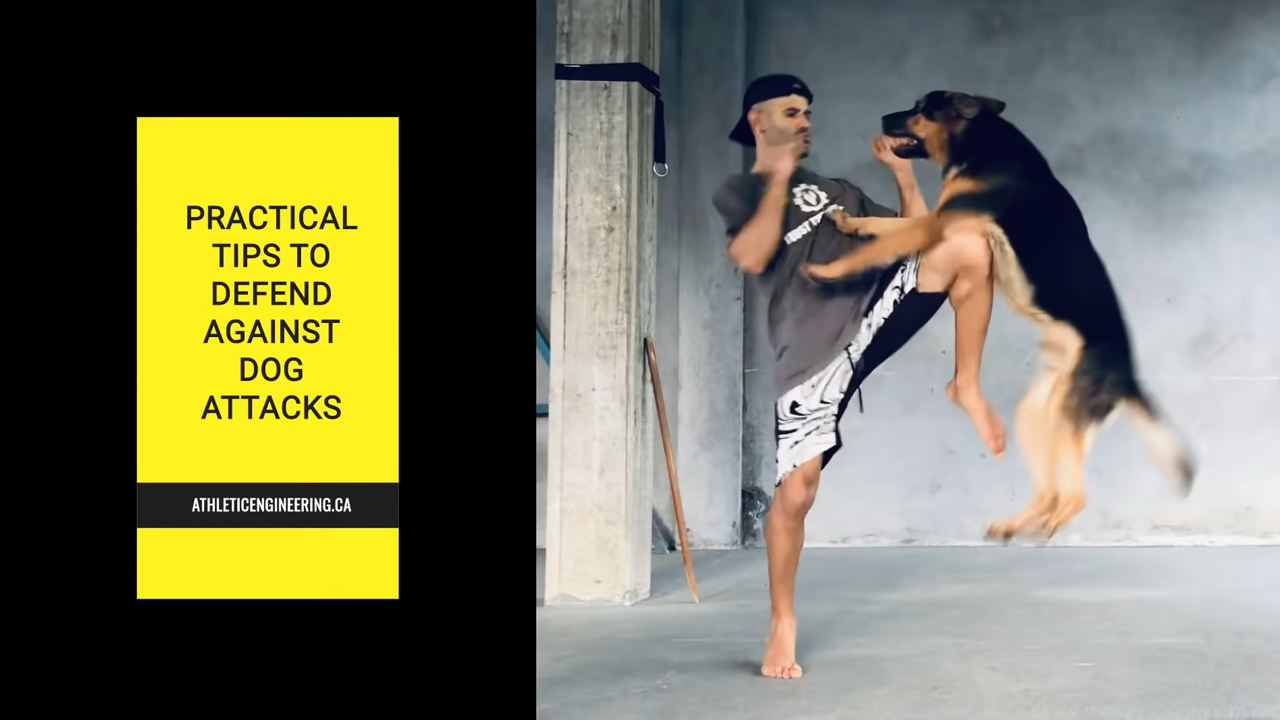 PRACTICAL
TIPS TO
DEFEND
AGAINST
DOG
ATTACKS
ATHLETICENGINEERING.CA